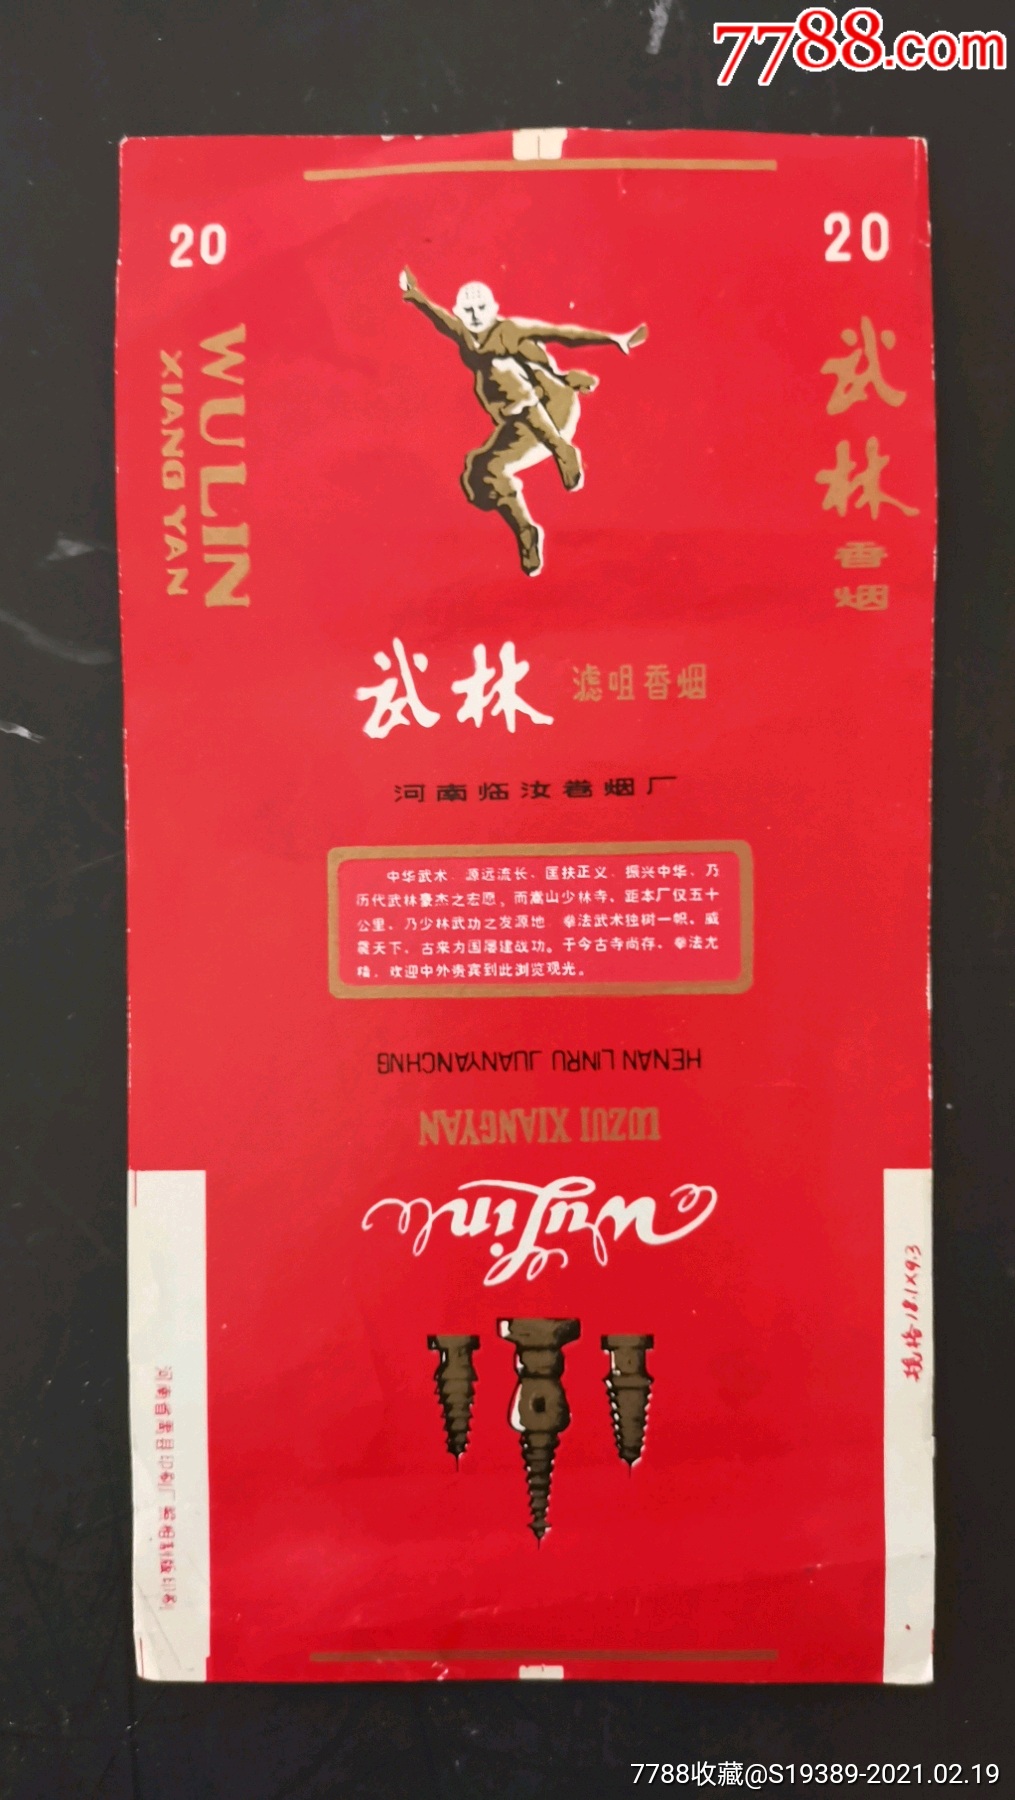 7788.com
20
20
WULIN
XIANG YAN
武林
香烟
武林 滤咀香烟
河南临汝卷烟厂
中华武术、源远流长、匡扶正义、振兴中华、乃
历代武林豪杰之宏愿。而嵩山少林寺、距本厂仅五十
公里、乃少林武功之发源地、拳法武术独树一帜、威
震天下、古来为国屡建战功。于今古寺尚存、拳法尤
精、欢迎中外贵宾到此浏览观光。
HENAN LINRU JUANYANCHNG
LUZUI XIANGYAN
Wulin
规格18.1×9.3
7788收藏@S19389-2021.02.19